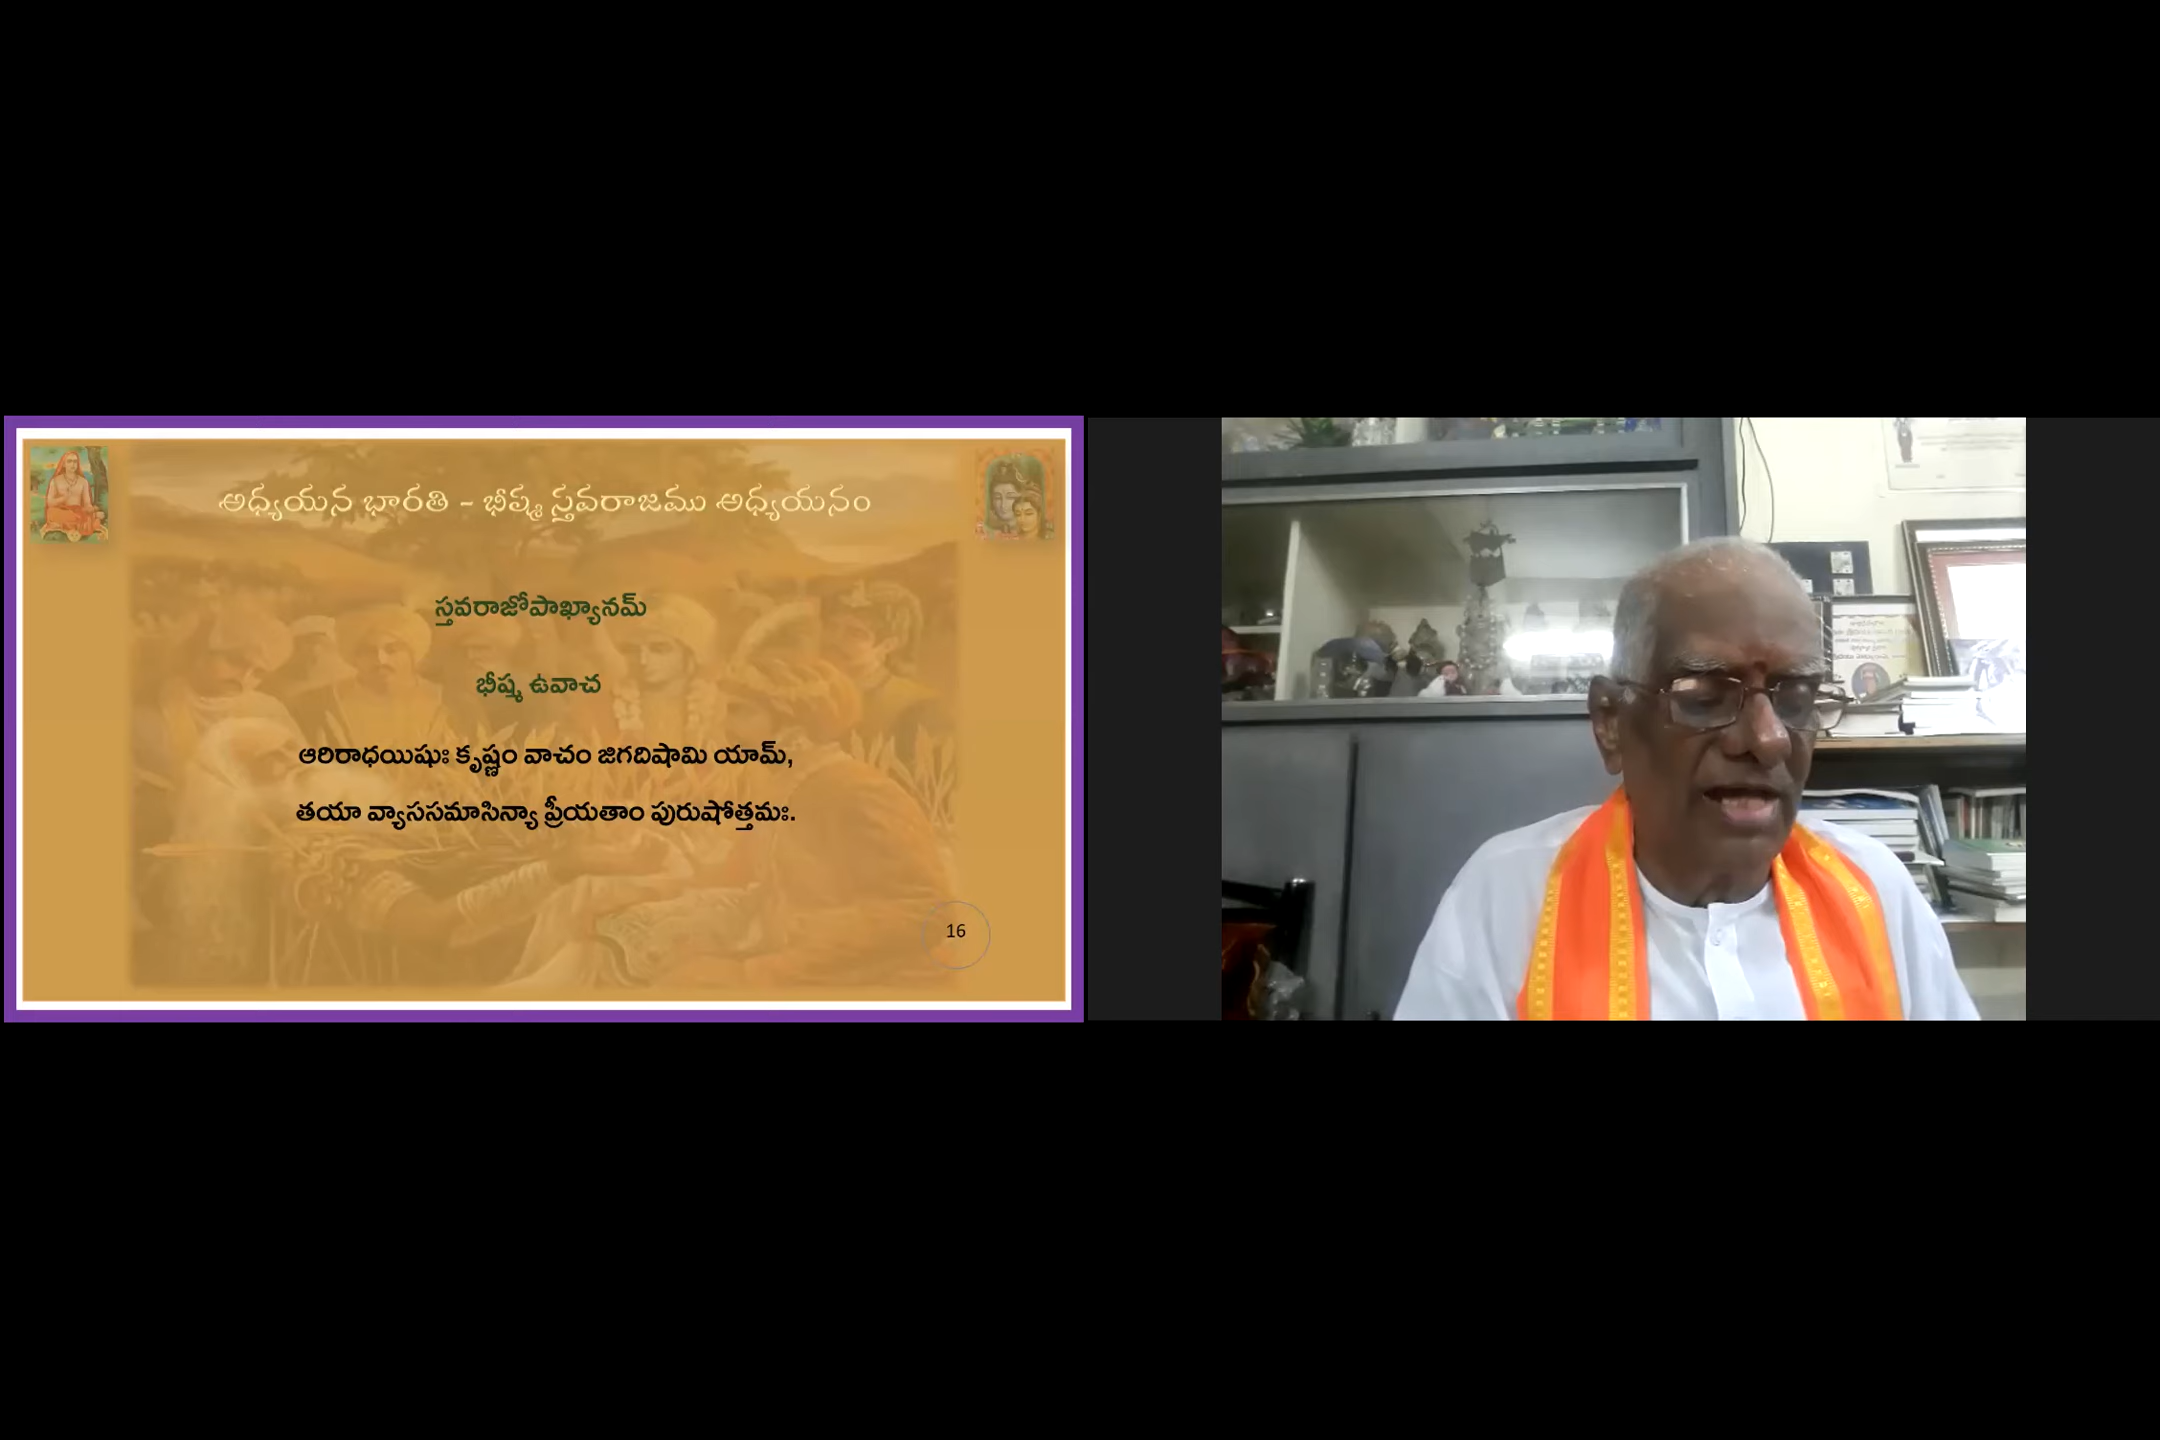 అధ్యయన భారతి - భీష్మ స్తవరాజము అధ్యయనం
స్తవరాజోపాఖ్యానమ్
భీష్మ ఉవాచ
ఆరిరాధయిషుః కృష్ణం వాచం జిగదిషామి యామ్,
తయా వ్యాససమాసిన్యా ప్రీయతాం పురుషోత్తమః.
16